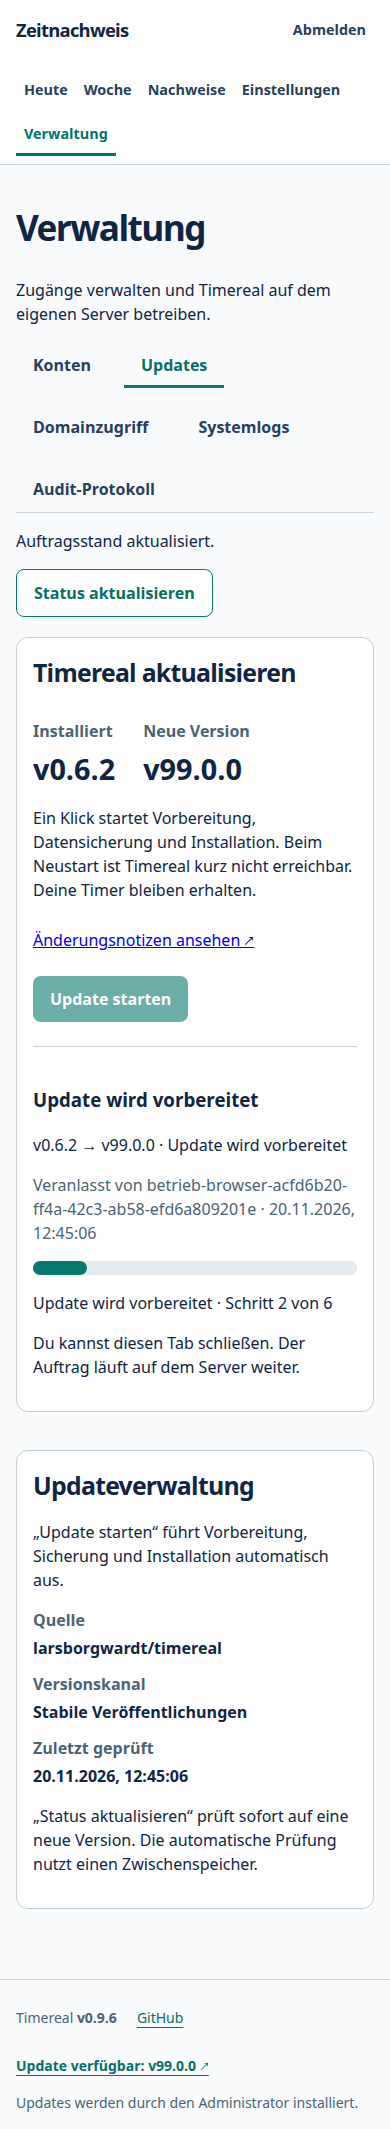 Zeitnachweis
Abmelden
Heute Woche Nachweise Einstellungen
Verwaltung
Verwaltung
Zugänge verwalten und Timereal auf dem
eigenen Server betreiben.
Konten Updates
Domainzugriff Systemlogs
Audit-Protokoll
Auftragsstand aktualisiert.
Status aktualisieren
Timereal aktualisieren
Installiert Neue Version
v0.6.2 v99.0.0
Ein Klick startet Vorbereitung,
Datensicherung und Installation. Beim
Neustart ist Timereal kurz nicht erreichbar.
Deine Timer bleiben erhalten.
Änderungsnotizen ansehen ↗
Update starten
Update wird vorbereitet
v0.6.2 → v99.0.0 · Update wird vorbereitet
Veranlasst von betrieb-browser-acfd6b20-
ff4a-42c3-ab58-efd6a809201e · 20.11.2026,
12:45:06
Update wird vorbereitet · Schritt 2 von 6
Du kannst diesen Tab schließen. Der
Auftrag läuft auf dem Server weiter.
Updateverwaltung
„Update starten“ führt Vorbereitung,
Sicherung und Installation automatisch
aus.
Quelle
larsborgwardt/timereal
Versionskanal
Stabile Veröffentlichungen
Zuletzt geprüft
20.11.2026, 12:45:06
„Status aktualisieren“ prüft sofort auf eine
neue Version. Die automatische Prüfung
nutzt einen Zwischenspeicher.
Timereal v0.9.6 GitHub
Update verfügbar: v99.0.0 ↗
Updates werden durch den Administrator installiert.